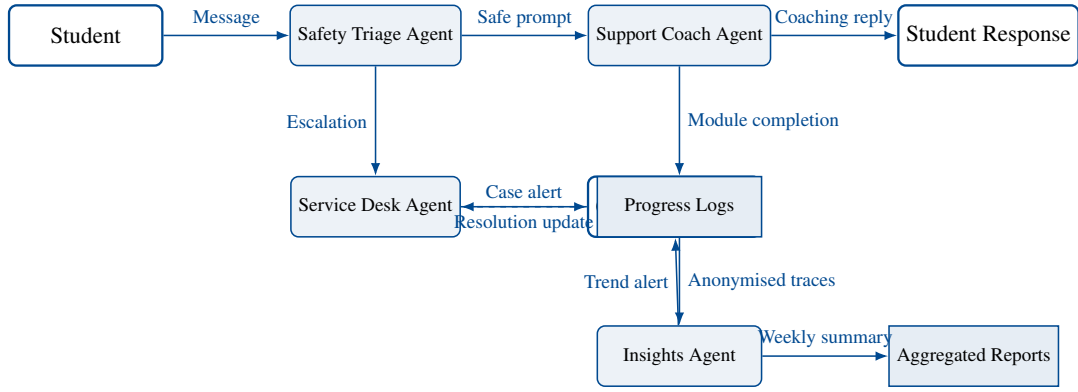 Message
Safe prompt
Coaching reply
Student
Safety Triage Agent
Support Coach Agent
Student Response
Escalation
Module completion
Case alert
Service Desk Agent
Progress Logs
Resolution update
Trend alert
Anonymised traces
Weekly summary
Insights Agent
Aggregated Reports